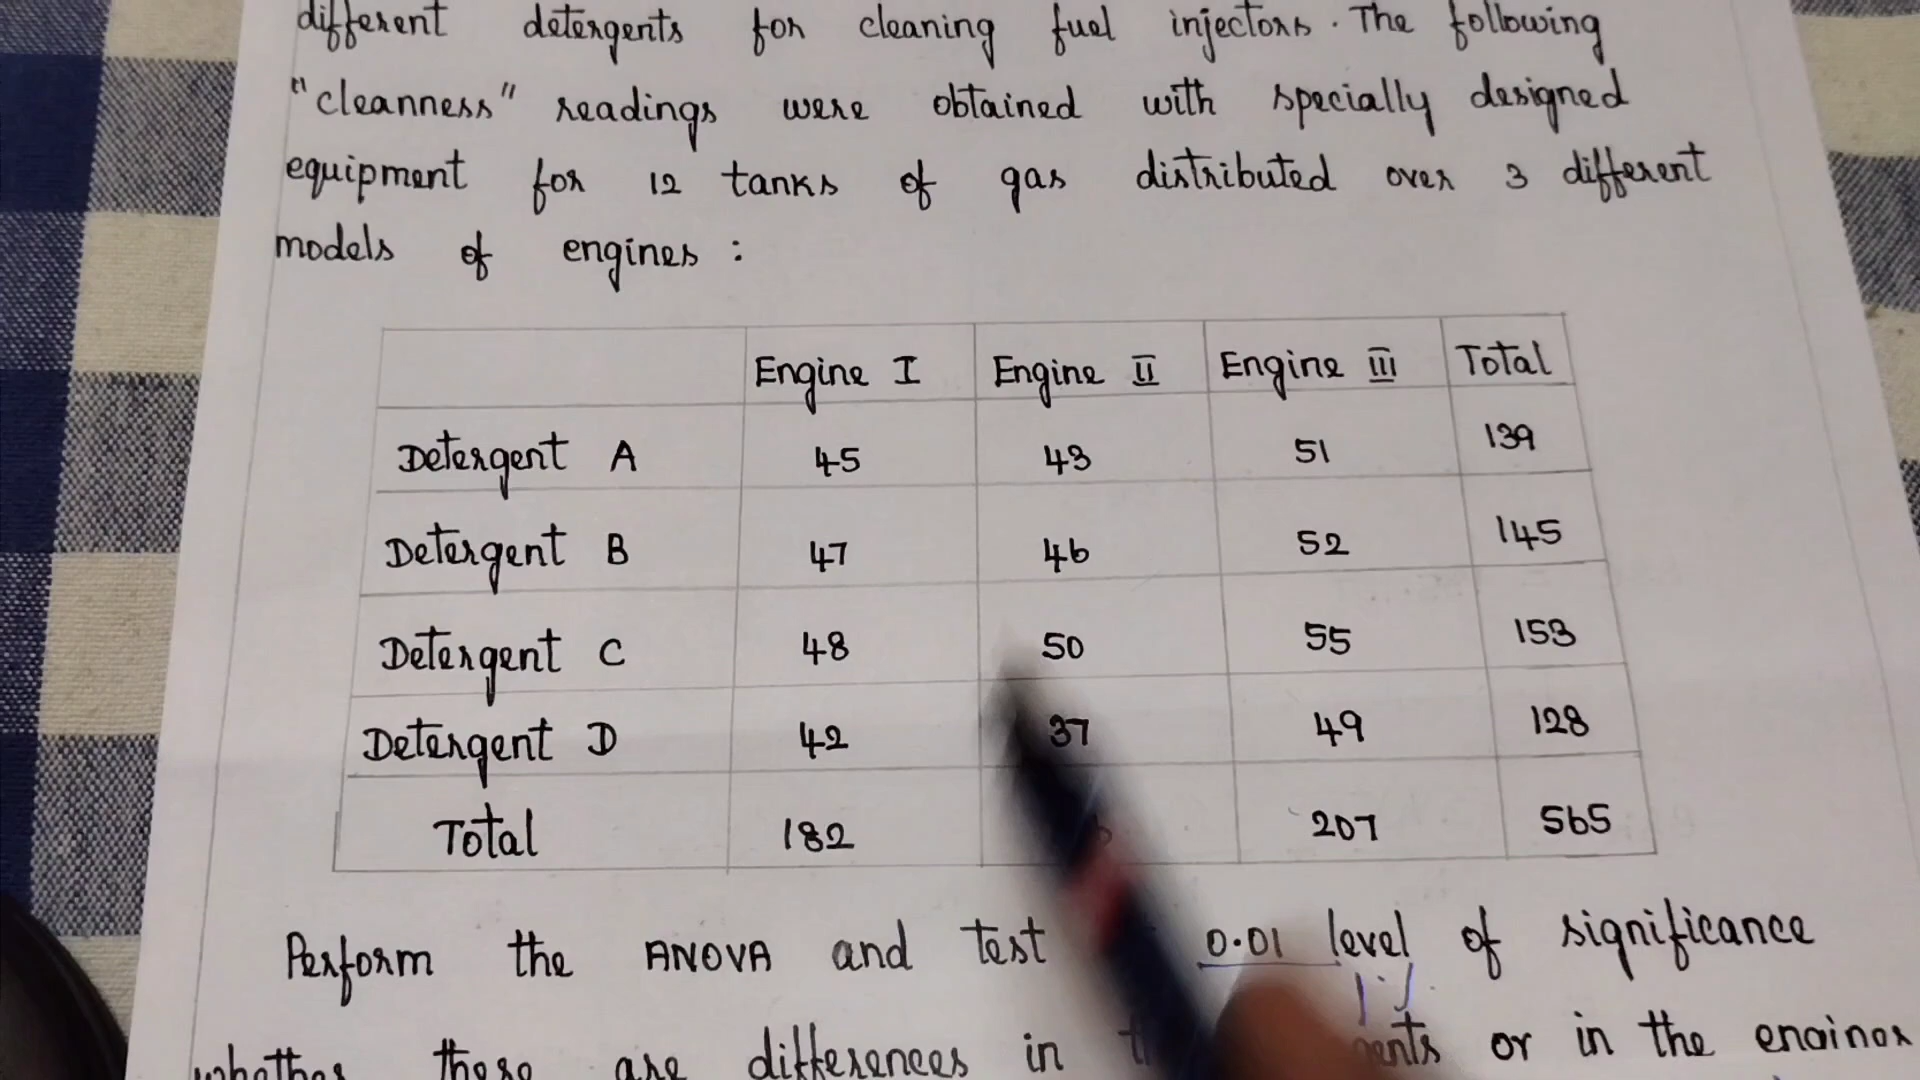 different detergents for cleaning fuel injectors. The following
"cleanness" readings were obtained with specially designed
equipment for 12 tanks of gas distributed over 3 different
models of engines :
Engine I Engine II Engine III Total
Detergent A 45 43 51 139
Detergent B 47 46 52 145
Detergent C 48 50 55 153
Detergent D 42 37 49 128
Total 182 207 565
Perform the ANOVA and test 0.01 level of significance
1%.
whether there are differences in or in the engines